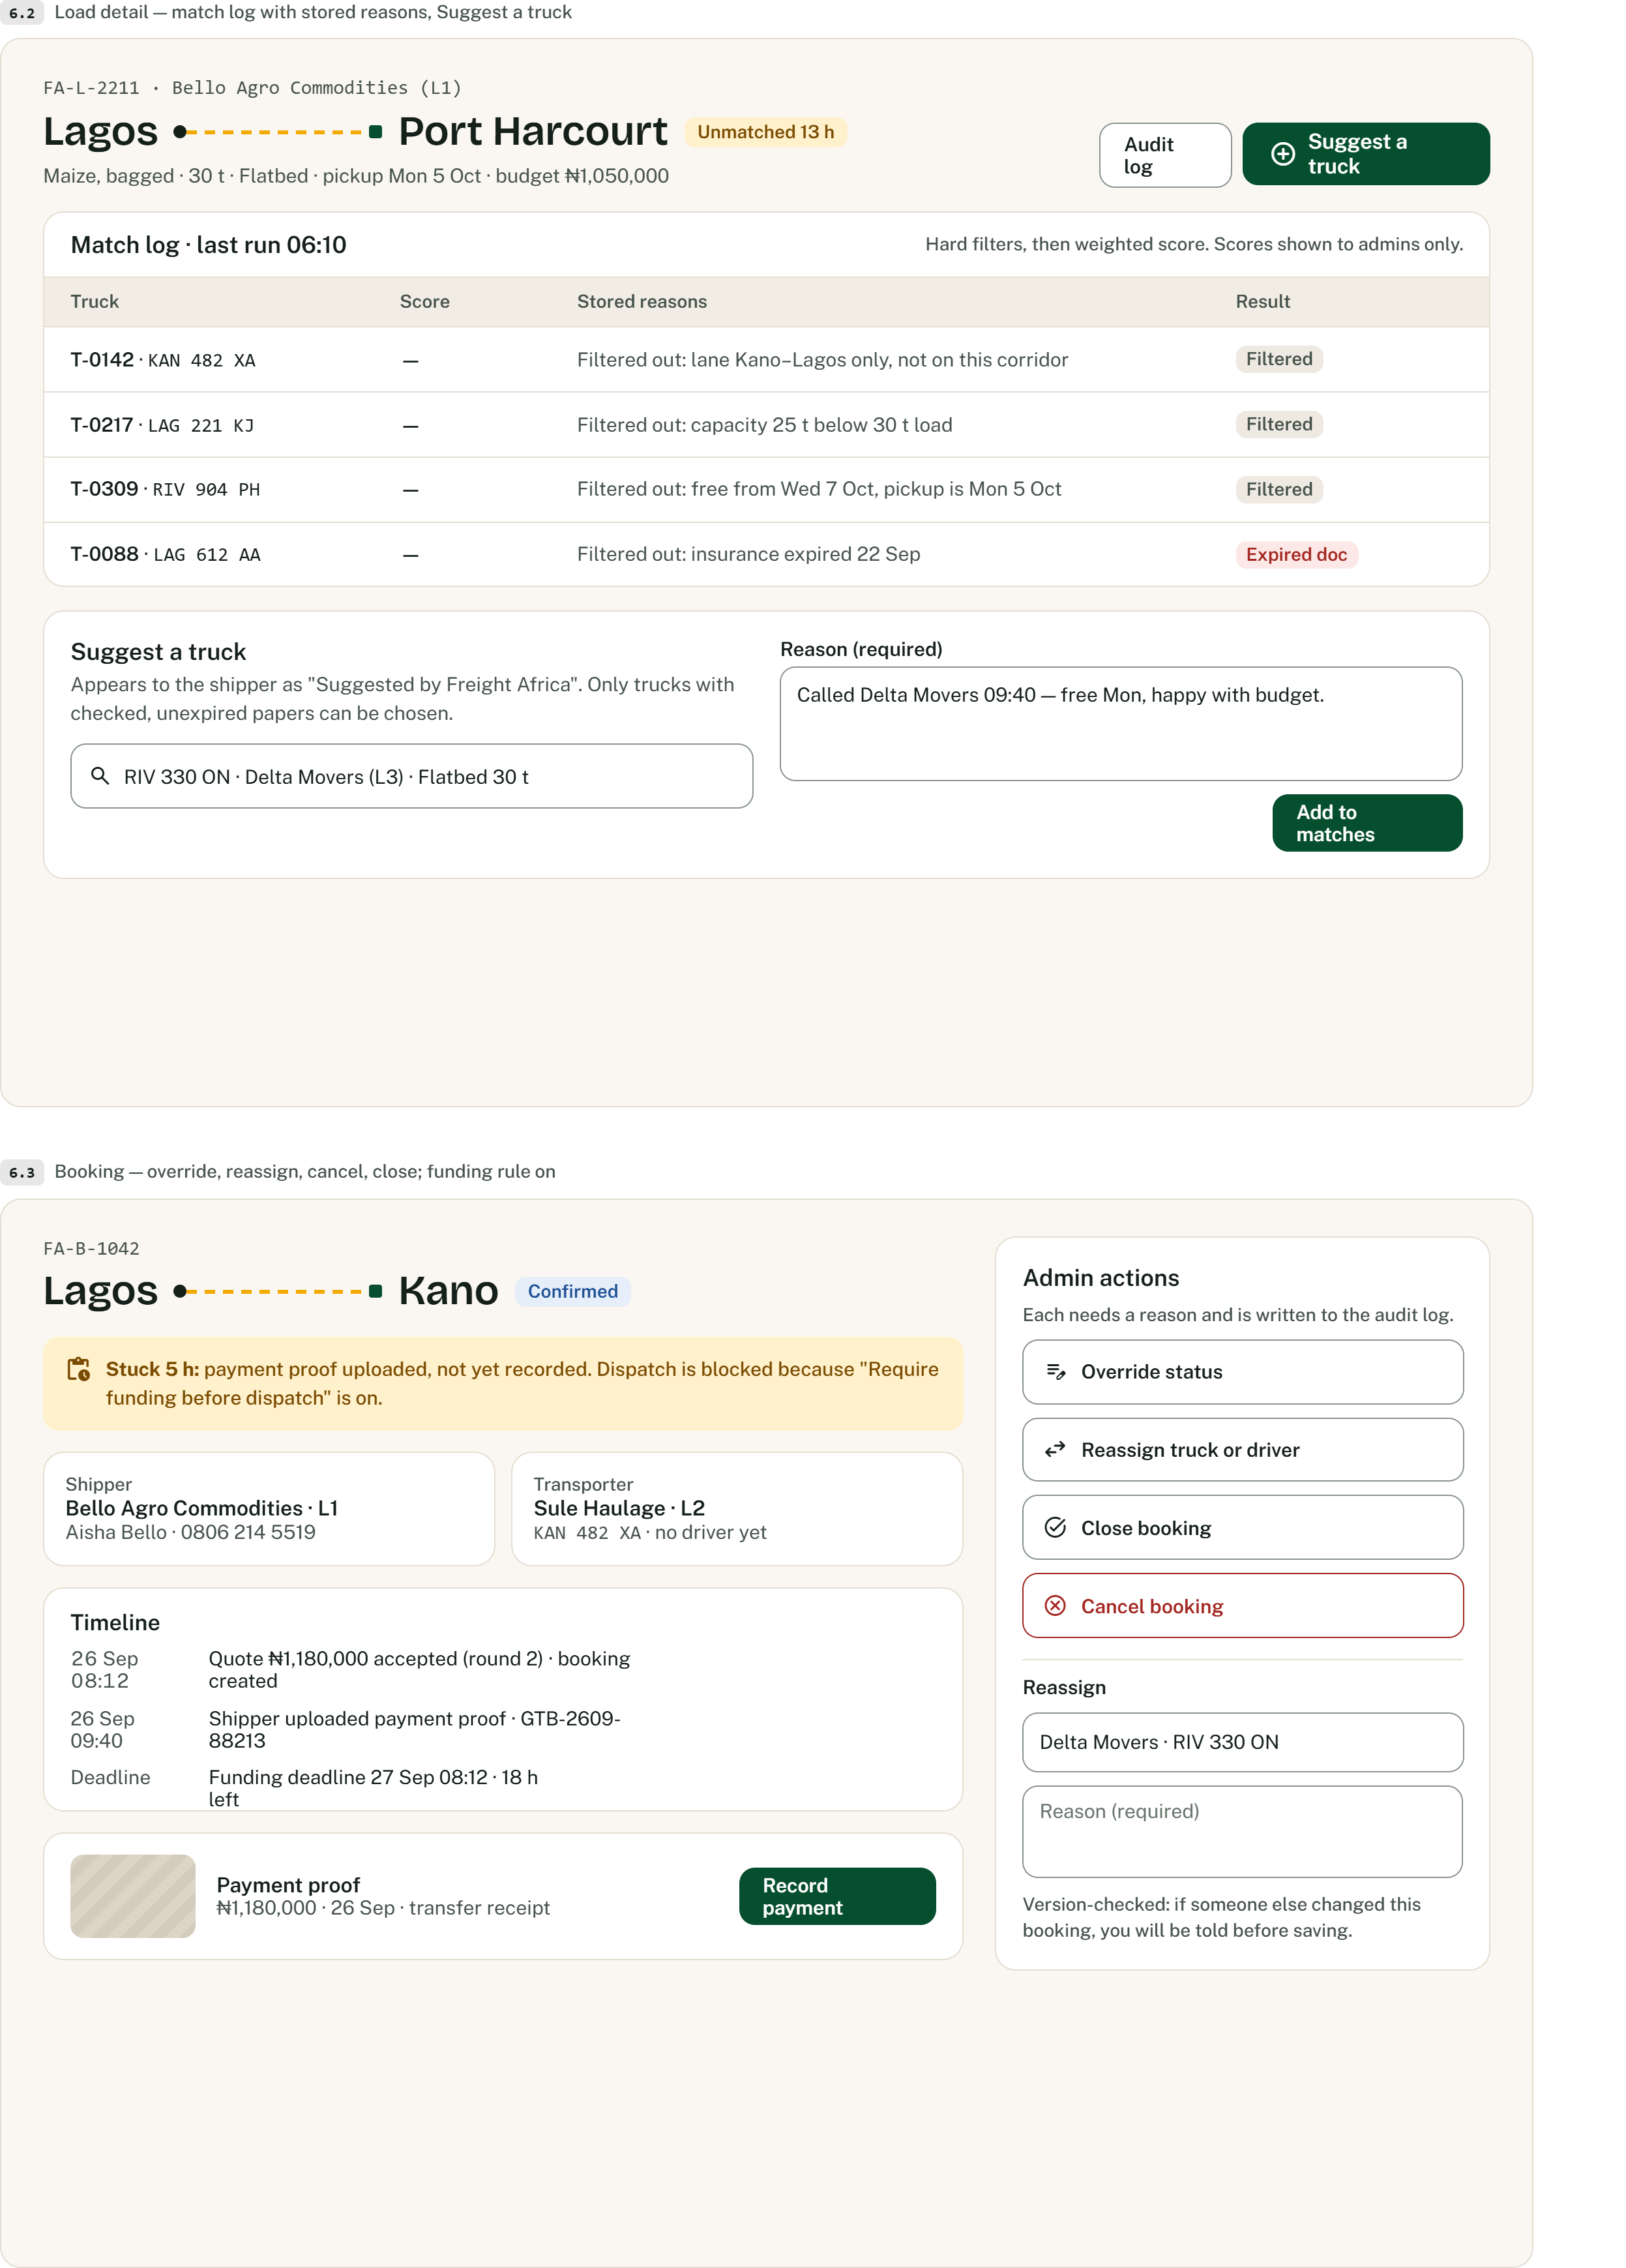 6.2 Load detail — match log with stored reasons, Suggest a truck
FA-L-2211 · Bello Agro Commodities (L1)
Lagos Port Harcourt Unmatched 13 h
Maize, bagged · 30 t · Flatbed · pickup Mon 5 Oct · budget ₦1,050,000
Audit
log
Suggest a
truck
Match log · last run 06:10
Hard filters, then weighted score. Scores shown to admins only.
Truck Score Stored reasons Result
T-0142 · KAN 482 XA — Filtered out: lane Kano–Lagos only, not on this corridor Filtered
T-0217 · LAG 221 KJ — Filtered out: capacity 25 t below 30 t load Filtered
T-0309 · RIV 904 PH — Filtered out: free from Wed 7 Oct, pickup is Mon 5 Oct Filtered
T-0088 · LAG 612 AA — Filtered out: insurance expired 22 Sep Expired doc
Suggest a truck
Appears to the shipper as "Suggested by Freight Africa". Only trucks with
checked, unexpired papers can be chosen.
RIV 330 ON · Delta Movers (L3) · Flatbed 30 t
Reason (required)
Called Delta Movers 09:40 — free Mon, happy with budget.
Add to
matches
6.3 Booking — override, reassign, cancel, close; funding rule on
FA-B-1042
Lagos Kano Confirmed
Stuck 5 h: payment proof uploaded, not yet recorded. Dispatch is blocked because "Require
funding before dispatch" is on.
Shipper
Bello Agro Commodities · L1
Aisha Bello · 0806 214 5519
Transporter
Sule Haulage · L2
KAN 482 XA · no driver yet
Timeline
26 Sep
08:12
Quote ₦1,180,000 accepted (round 2) · booking
created
26 Sep
09:40
Shipper uploaded payment proof · GTB-2609-
88213
Deadline
Funding deadline 27 Sep 08:12 · 18 h
left
Payment proof
₦1,180,000 · 26 Sep · transfer receipt
Record
payment
Admin actions
Each needs a reason and is written to the audit log.
Override status
Reassign truck or driver
Close booking
Cancel booking
Reassign
Delta Movers · RIV 330 ON
Reason (required)
Version-checked: if someone else changed this
booking, you will be told before saving.